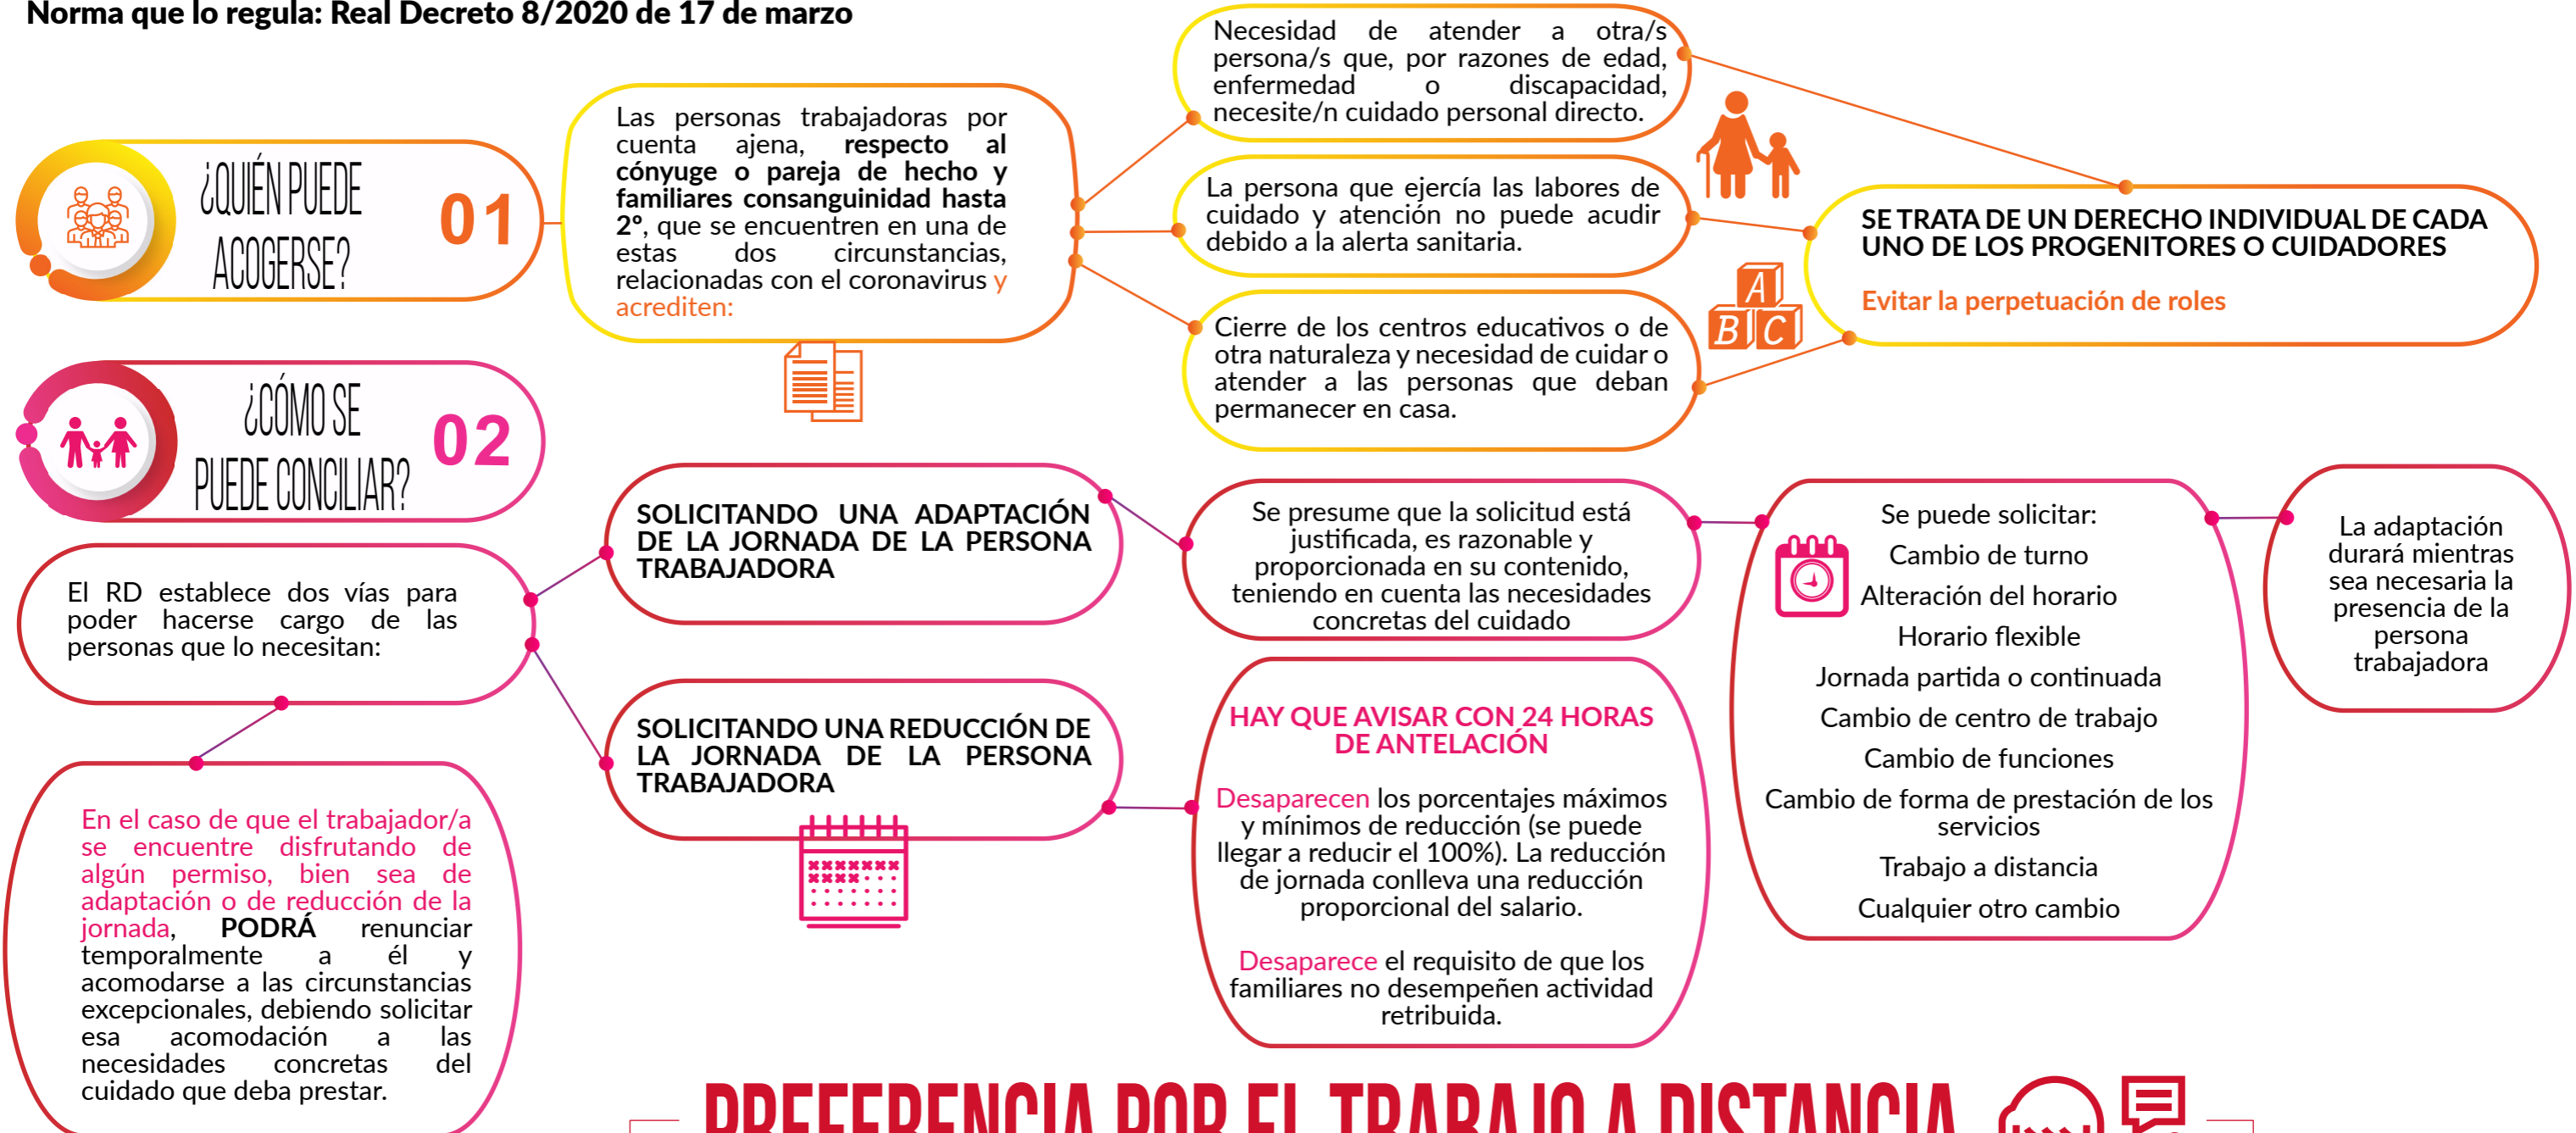 Norma que lo regula: Real Decreto 8/2020 de 17 de marzo
¿QUIÉN PUEDE
ACOGERSE?
01
Las personas trabajadoras por
cuenta ajena, respecto al
cónyuge o pareja de hecho y
familiares consanguinidad hasta
2º, que se encuentren en una de
estas dos circunstancias,
relacionadas con el coronavirus y
acrediten:
Necesidad de atender a otra/s
persona/s que, por razones de edad,
enfermedad o discapacidad,
necesite/n cuidado personal directo.
La persona que ejercía las labores de
cuidado y atención no puede acudir
debido a la alerta sanitaria.
Cierre de los centros educativos o de
otra naturaleza y necesidad de cuidar o
atender a las personas que deban
permanecer en casa.
A
B C
SE TRATA DE UN DERECHO INDIVIDUAL DE CADA
UNO DE LOS PROGENITORES O CUIDADORES
Evitar la perpetuación de roles
¿CÓMO SE
PUEDE CONCILIAR?
02
El RD establece dos vías para
poder hacerse cargo de las
personas que lo necesitan:
En el caso de que el trabajador/a
se encuentre disfrutando de
algún permiso, bien sea de
adaptación o de reducción de la
jornada, PODRÁ renunciar
temporalmente a él y
acomodarse a las circunstancias
excepcionales, debiendo solicitar
esa acomodación a las
necesidades concretas del
cuidado que deba prestar.
SOLICITANDO UNA ADAPTACIÓN
DE LA JORNADA DE LA PERSONA
TRABAJADORA
Se presume que la solicitud está
justificada, es razonable y
proporcionada en su contenido,
teniendo en cuenta las necesidades
concretas del cuidado
Se puede solicitar:
Cambio de turno
Alteración del horario
Horario flexible
Jornada partida o continuada
Cambio de centro de trabajo
Cambio de funciones
Cambio de forma de prestación de los
servicios
Trabajo a distancia
Cualquier otro cambio
La adaptación
durará mientras
sea necesaria la
presencia de la
persona
trabajadora
SOLICITANDO UNA REDUCCIÓN DE
LA JORNADA DE LA PERSONA
TRABAJADORA
HAY QUE AVISAR CON 24 HORAS
DE ANTELACIÓN
Desaparecen los porcentajes máximos
y mínimos de reducción (se puede
llegar a reducir el 100%). La reducción
de jornada conlleva una reducción
proporcional del salario.
Desaparece el requisito de que los
familiares no desempeñen actividad
retribuida.
PREFERENCIA POR EL TRABAJO A DISTANCIA